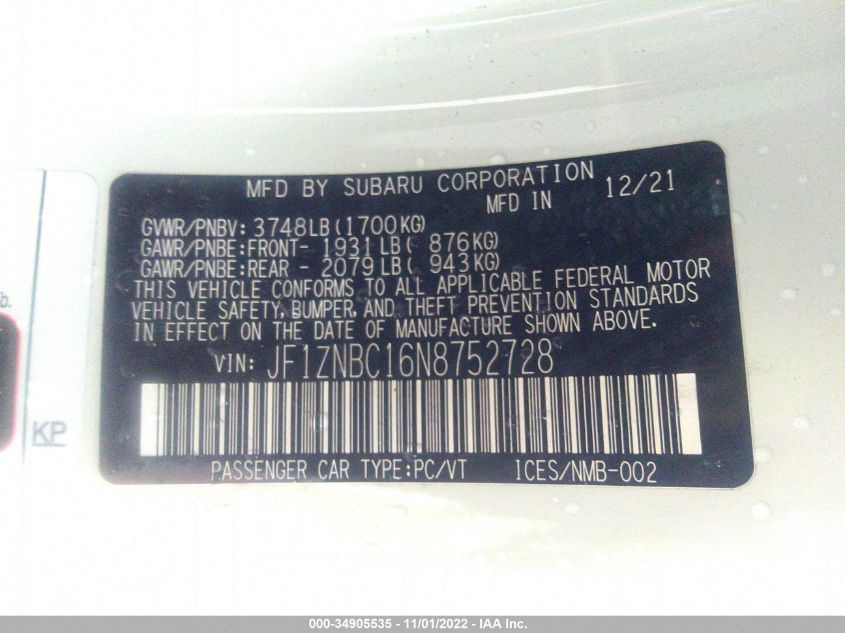 MFD BY SUBARU CORPORATION 12/21
MFD IN
GVWR/PNBV: 3748LB(1700KG)
GAWR/PNBE:FRONT- 1931LB( 876KG)
GAWR/PNBE:REAR - 2079LB( 943KG)
THIS VEHICLE CONFORMS TO ALL APPLICABLE FEDERAL MOTOR
VEHICLE SAFETY,BUMPER,AND THEFT PREVENTION STANDARDS
IN EFFECT ON THE DATE OF MANUFACTURE SHOWN ABOVE.
VIN: JF1ZNBC16N8752728
PASSENGER CAR TYPE:PC/VT ICES/NMB-002
b.
KP
000-34905535 - 11/01/2022 - IAA Inc.